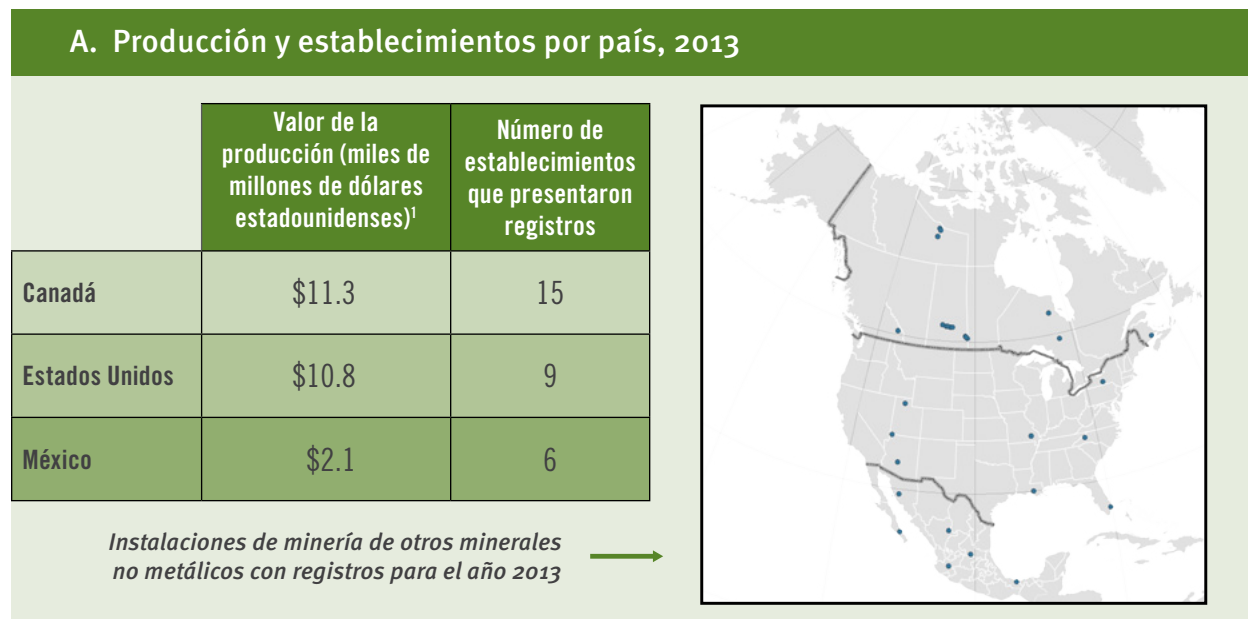 A. Producción y establecimientos por país, 2013
Valor de la
producción (miles de
millones de dólares
estadounidenses)¹
Número de
establecimientos
que presentaron
registros
Canadá
$11.3
15
Estados Unidos
$10.8
9
México
$2.1
6
Instalaciones de minería de otros minerales
no metálicos con registros para el año 2013